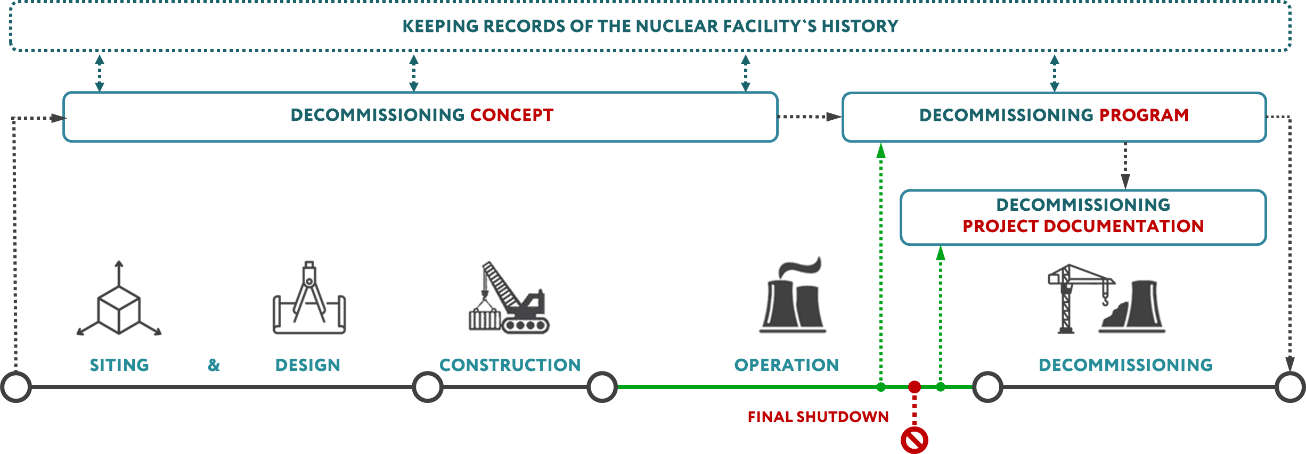 KEEPING RECORDS OF THE NUCLEAR FACILITY`S HISTORY
DECOMMISSIONING CONCEPT
DECOMMISSIONING PROGRAM
DECOMMISSIONING
PROJECT DOCUMENTATION
SITING & DESIGN CONSTRUCTION OPERATION DECOMMISSIONING
FINAL SHUTDOWN